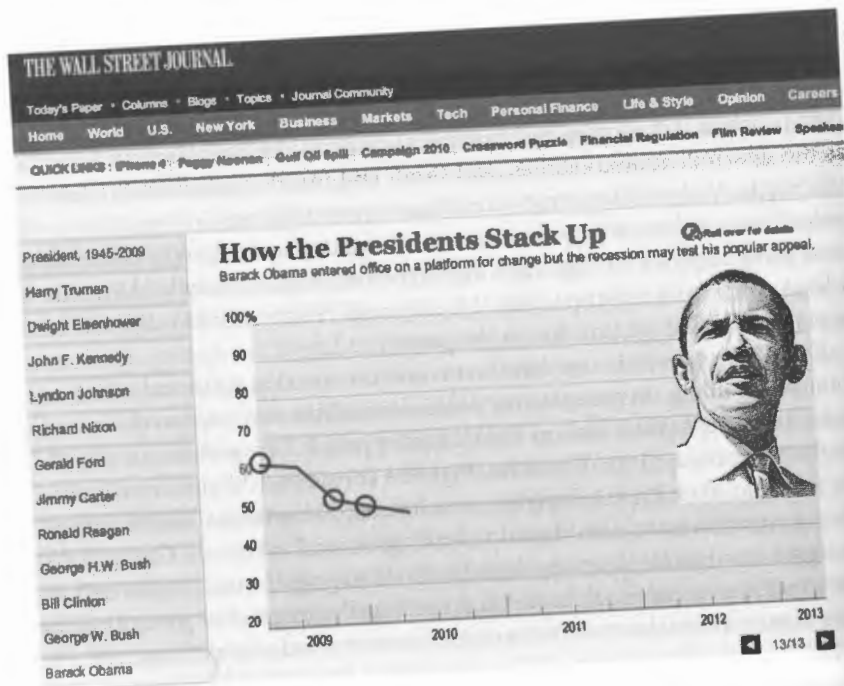 THE WALL STREET JOURNAL.
Today's Paper • Columns • Blogs • Topics • Journal Community
Home World U.S. New York Business Markets Tech Personal Finance Life & Style Opinion Careers
QUICK LINKS: iPhone 4 Peggy Noonan Gulf Oil Spill Campaign 2010 Crossword Puzzle Financial Regulation Film Review
President, 1945-2009
Harry Truman
Dwight Eisenhower
John F. Kennedy
Lyndon Johnson
Richard Nixon
Gerald Ford
Jimmy Carter
Ronald Reagan
George H.W. Bush
Bill Clinton
George W. Bush
Barack Obama
How the Presidents Stack Up
Roll over for details
Barack Obama entered office on a platform for change but the recession may test his popular appeal.
100%
90
80
70
60
50
40
30
20
2009 2010 2011 2012 2013
13/13